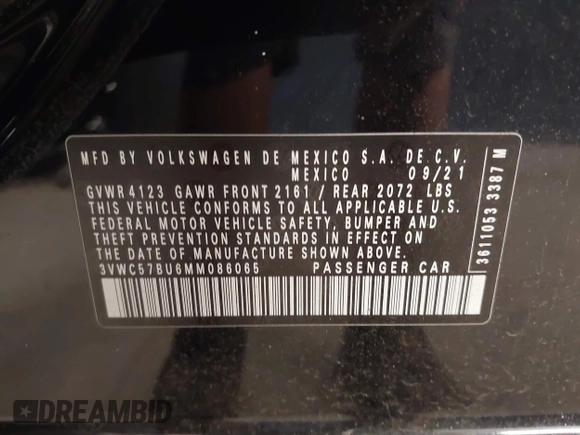 MFD BY VOLKSWAGEN DE MEXICO S.A. DE C.V.
MEXICO 09/21
GVWR 4123 GAWR FRONT 2161 / REAR 2072 LBS
THIS VEHICLE CONFORMS TO ALL APPLICABLE U.S.
FEDERAL MOTOR VEHICLE SAFETY, BUMPER AND
THEFT PREVENTION STANDARDS IN EFFECT ON
THE DATE OF MANUFACTURE SHOWN ABOVE.
3VWC57BU6MM086065 PASSENGER CAR
3611053 3387 M
DREAMBID